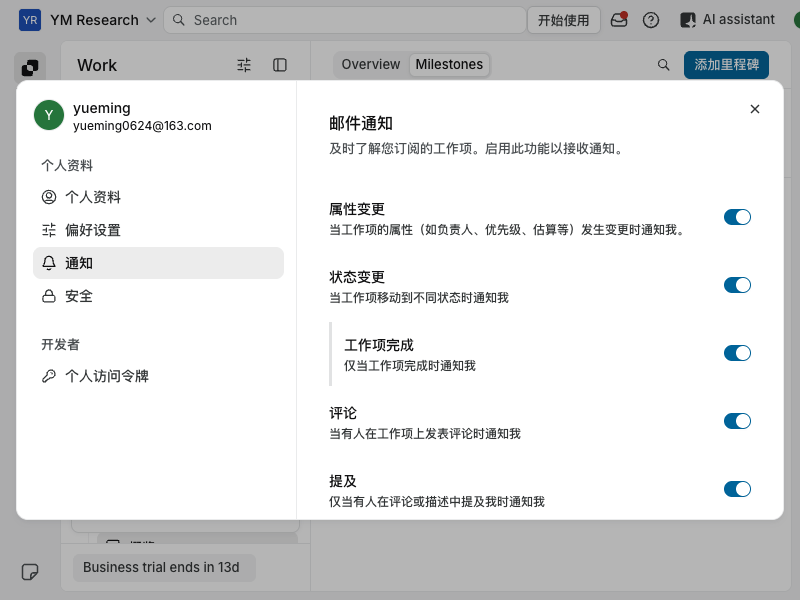 YR YM Research
Search
开始使用
AI assistant
Work
Overview
Milestones
添加里程碑
Y
yueming
yueming0624@163.com
个人资料
个人资料
偏好设置
通知
安全
开发者
个人访问令牌
邮件通知
及时了解您订阅的工作项。启用此功能以接收通知。
属性变更
当工作项的属性（如负责人、优先级、估算等）发生变更时通知我。
状态变更
当工作项移动到不同状态时通知我
工作项完成
仅当工作项完成时通知我
评论
当有人在工作项上发表评论时通知我
提及
仅当有人在评论或描述中提及我时通知我
Business trial ends in 13d